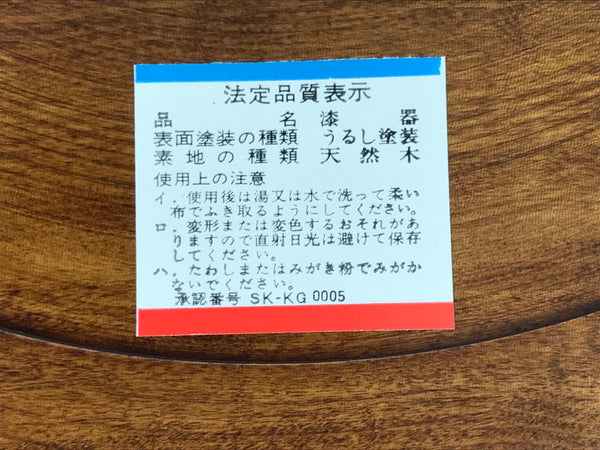 法定品質表示
品名 漆器
表面塗装の種類 うるし塗装
素地の種類 天然木
使用上の注意
イ．使用後は湯又は水で洗って柔い
布でふき取るようにしてください。
ロ．変形または変色するおそれがあ
りますので直射日光は避けて保存
してください。
ハ．たわしまたはみがき粉でみがか
ないでください。
承認番号 SK-KG 0005